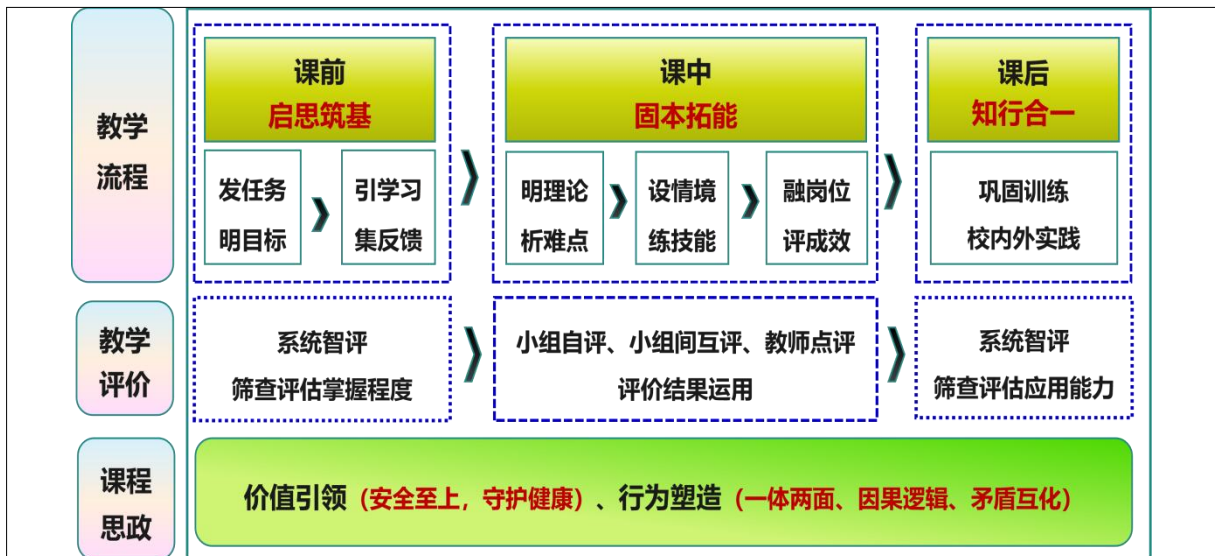 教学
流程
课前
启思筑基
发任务
明目标
引学习
集反馈
课中
固本拓能
明理论
析难点
设情境
练技能
融岗位
评成效
课后
知行合一
巩固训练
校内外实践
教学
评价
系统智评
筛查评估掌握程度
小组自评、小组间互评、教师点评
评价结果运用
系统智评
筛查评估应用能力
课程
思政
价值引领（安全至上，守护健康）、行为塑造（一体两面、因果逻辑、矛盾互化）